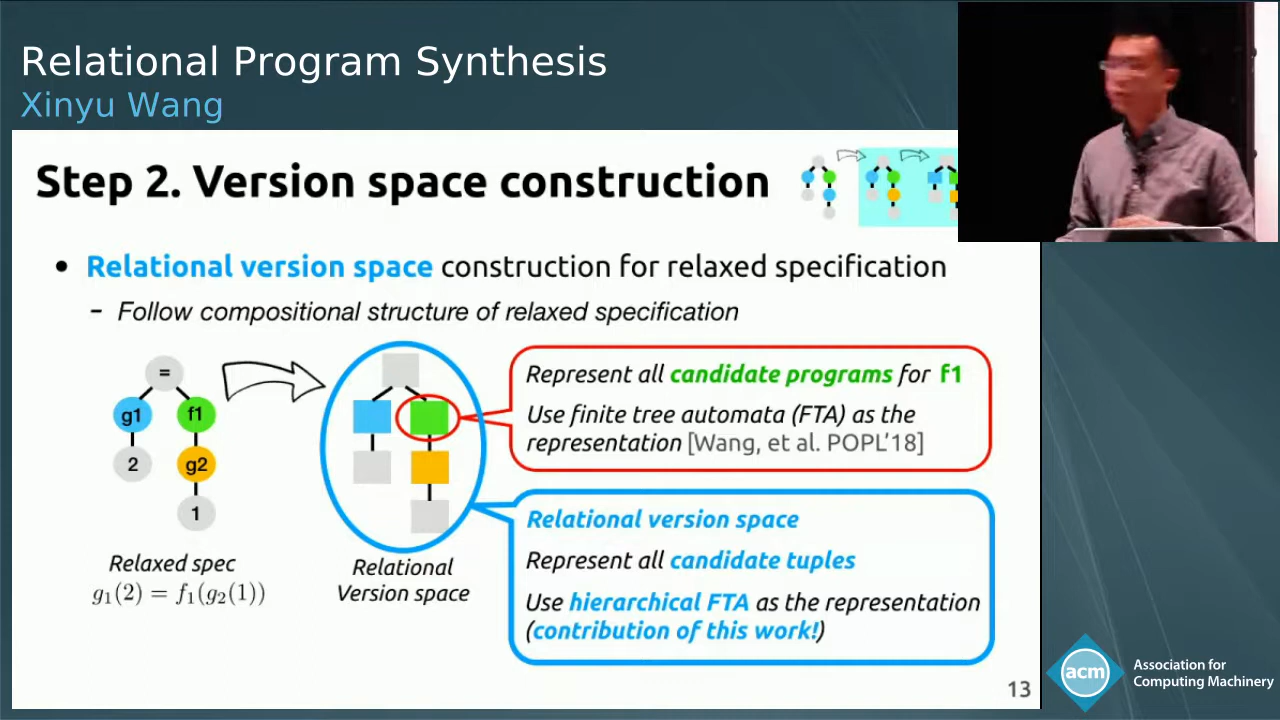 Relational Program Synthesis
Xinyu Wang
Step 2. Version space construction
• Relational version space construction for relaxed specification
– Follow compositional structure of relaxed specification
=
g1 f1
2 g2
1
Relaxed spec
g₁(2) = f₁(g₂(1))
Relational
Version space
Represent all candidate programs for f1
Use finite tree automata (FTA) as the
representation [Wang, et al. POPL’18]
Relational version space
Represent all candidate tuples
Use hierarchical FTA as the representation
(contribution of this work!)
13
acm
Association for
Computing Machinery